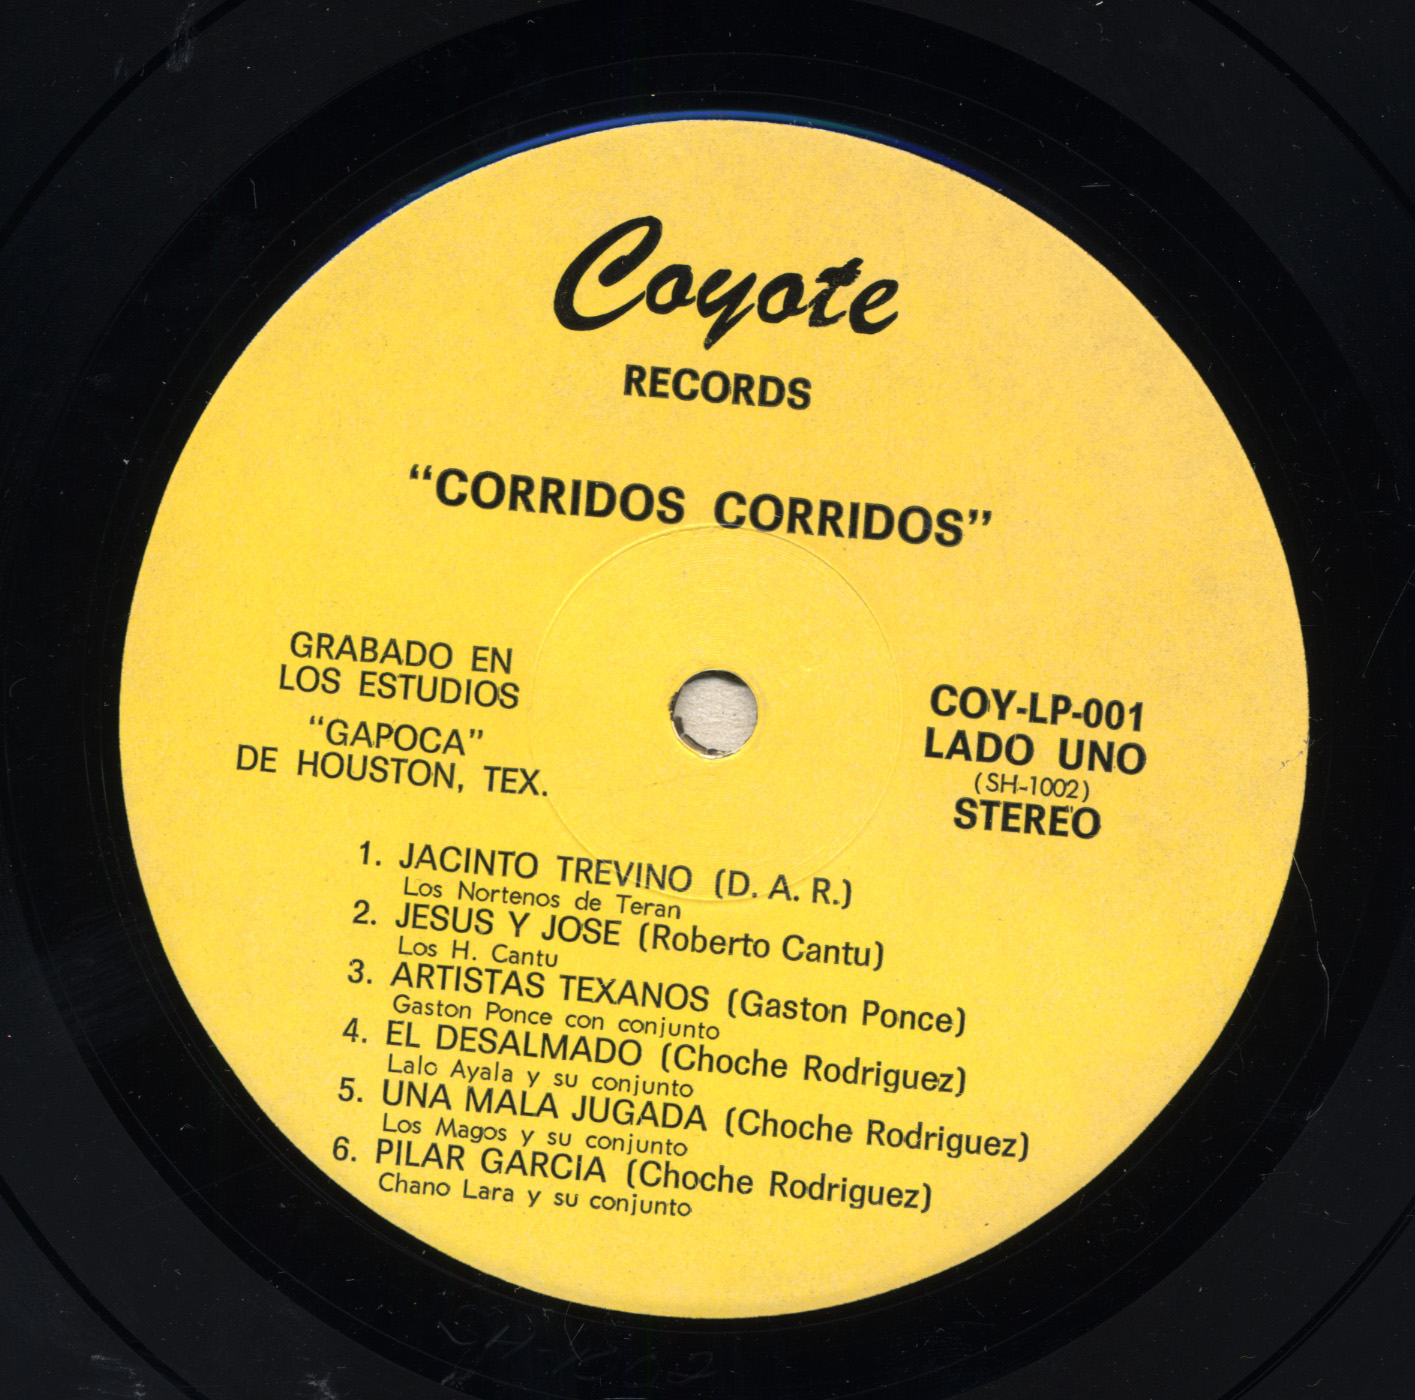 Coyote
RECORDS
“CORRIDOS CORRIDOS”
GRABADO EN
LOS ESTUDIOS
“GAPOCA”
DE HOUSTON, TEX.
COY-LP-001
LADO UNO
(SH-1002)
STEREO
1. JACINTO TREVINO (D. A. R.)
Los Nortenos de Teran
2. JESUS Y JOSE (Roberto Cantu)
Los H. Cantu
3. ARTISTAS TEXANOS (Gaston Ponce)
Gaston Ponce con conjunto
4. EL DESALMADO (Choche Rodriguez)
Lalo Ayala y su conjunto
5. UNA MALA JUGADA (Choche Rodriguez)
Los Magos y su conjunto
6. PILAR GARCIA (Choche Rodriguez)
Chano Lara y su conjunto